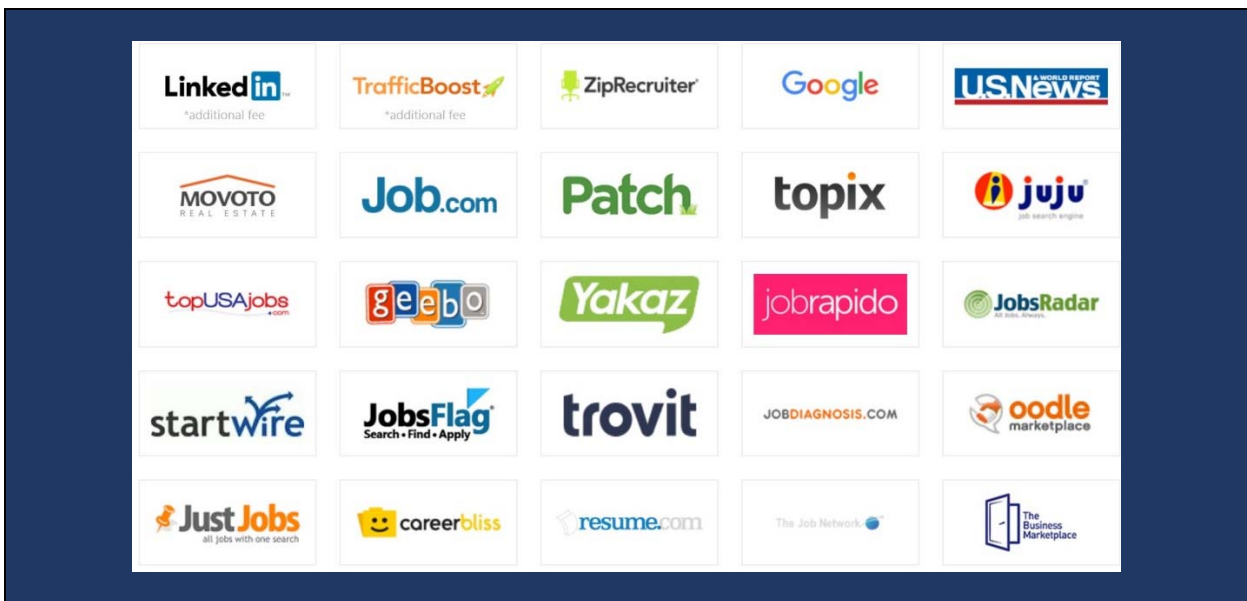 Linked in™
TrafficBoost
ZipRecruiter®
Google
U.S.News
& WORLD REPORT
*additional fee
*additional fee
MOVOTO
REAL ESTATE
Job.com
Patch
topix
juju®
job search engine
topUSAjobs
.com
geebo
Yakaz
jobrapido
JobsRadar
All Jobs. Always.
startwire
JobsFlag
Search • Find • Apply
trovit
JOBDIAGNOSIS.COM
oodle
marketplace
JustJobs
all jobs with one search
careerbliss
resume.com
The Job Network
The
Business
Marketplace